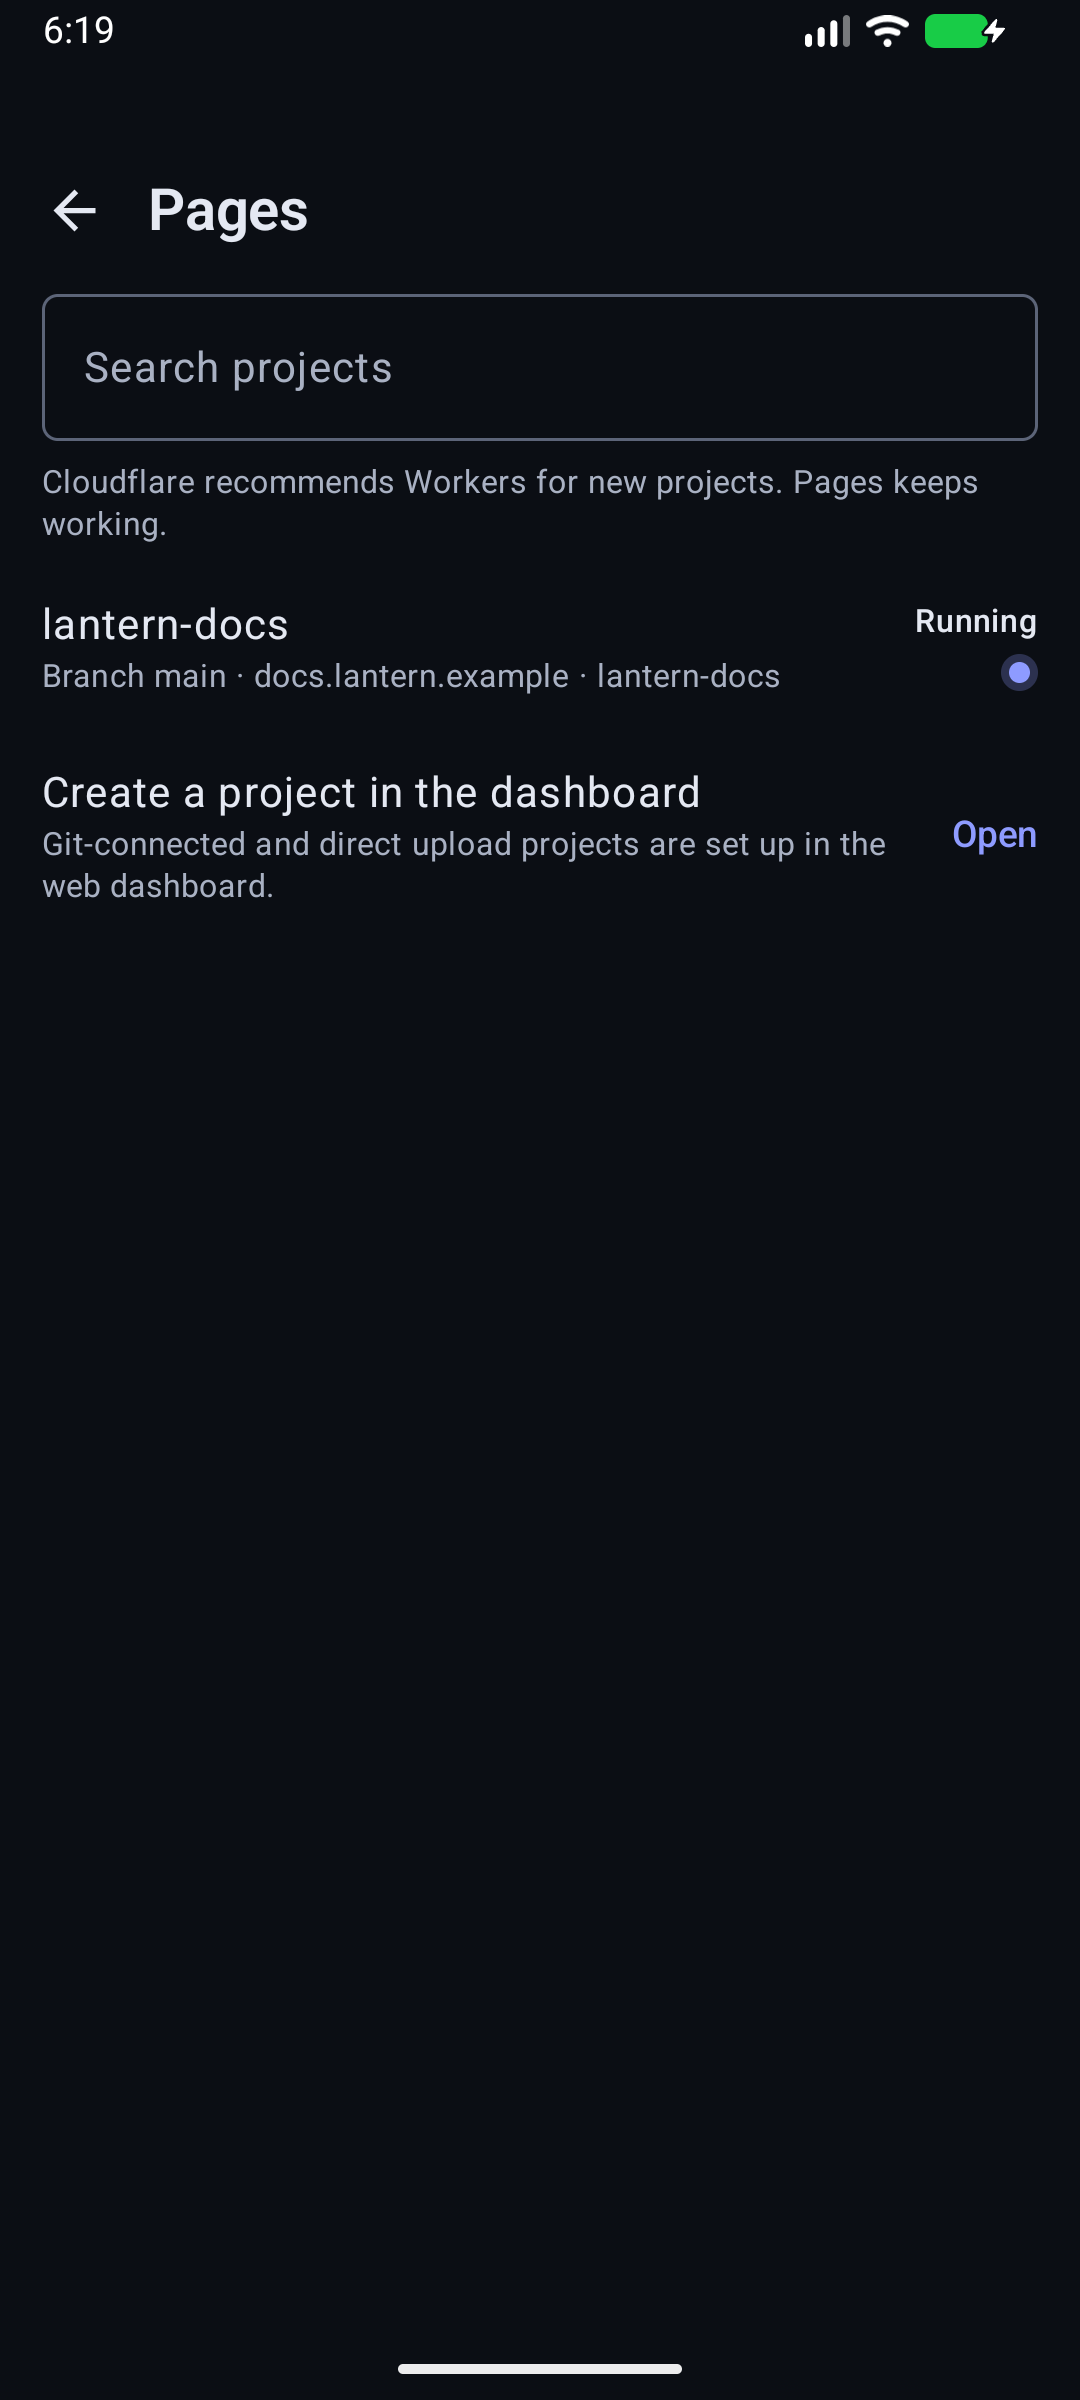 6:19
Pages
Search projects
Cloudflare recommends Workers for new projects. Pages keeps
working.
lantern-docs
Running
Branch main · docs.lantern.example · lantern-docs
Create a project in the dashboard
Git-connected and direct upload projects are set up in the
web dashboard.
Open